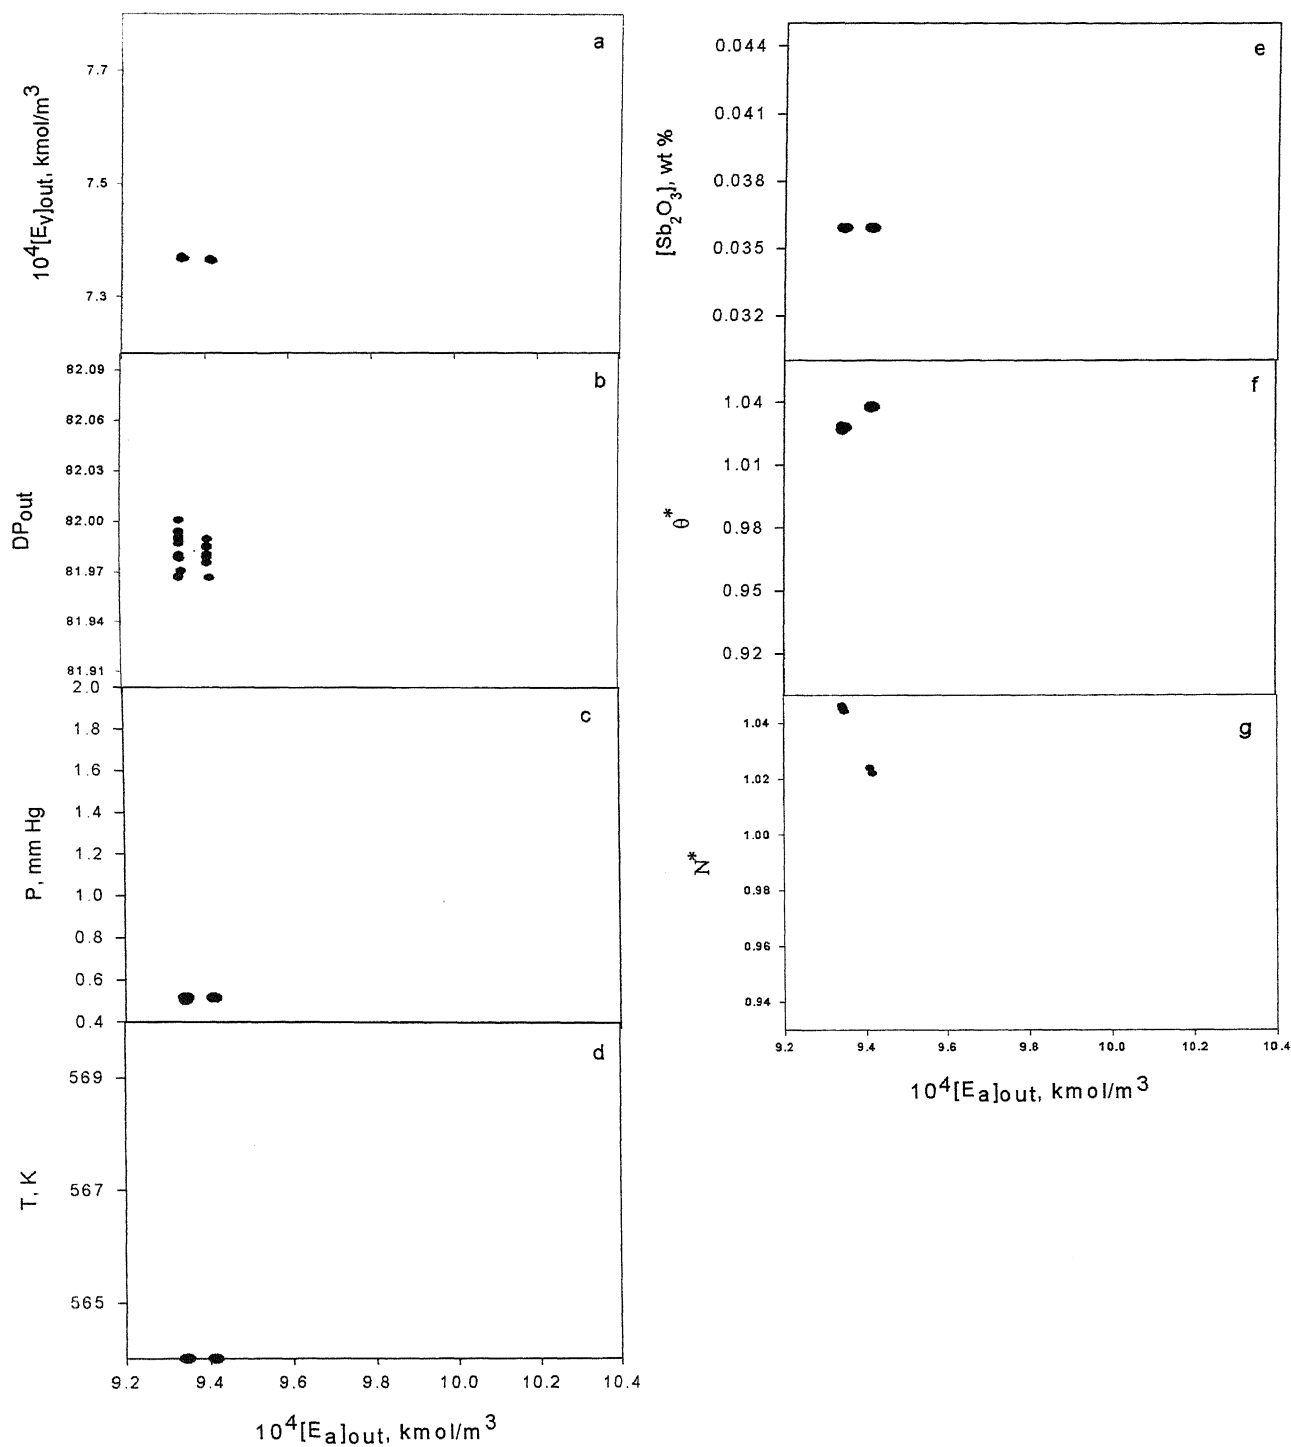 a
7.7
7.5
7.3
10⁴[Eᵥ]out, kmol/m³
b
82.09
82.06
82.03
82.00
81.97
81.94
81.91
DPout
c
2.0
1.8
1.6
1.4
1.2
1.0
0.8
0.6
0.4
P, mm Hg
d
569
567
565
T, K
9.2 9.4 9.6 9.8 10.0 10.2 10.4
10⁴[Eₐ]out, kmol/m³
e
0.044
0.041
0.038
0.035
0.032
[Sb₂O₃], wt %
f
1.04
1.01
0.98
0.95
0.92
θ*
g
1.04
1.02
1.00
0.98
0.96
0.94
N*
9.2 9.4 9.6 9.8 10.0 10.2 10.4
10⁴[Eₐ]out, kmol/m³